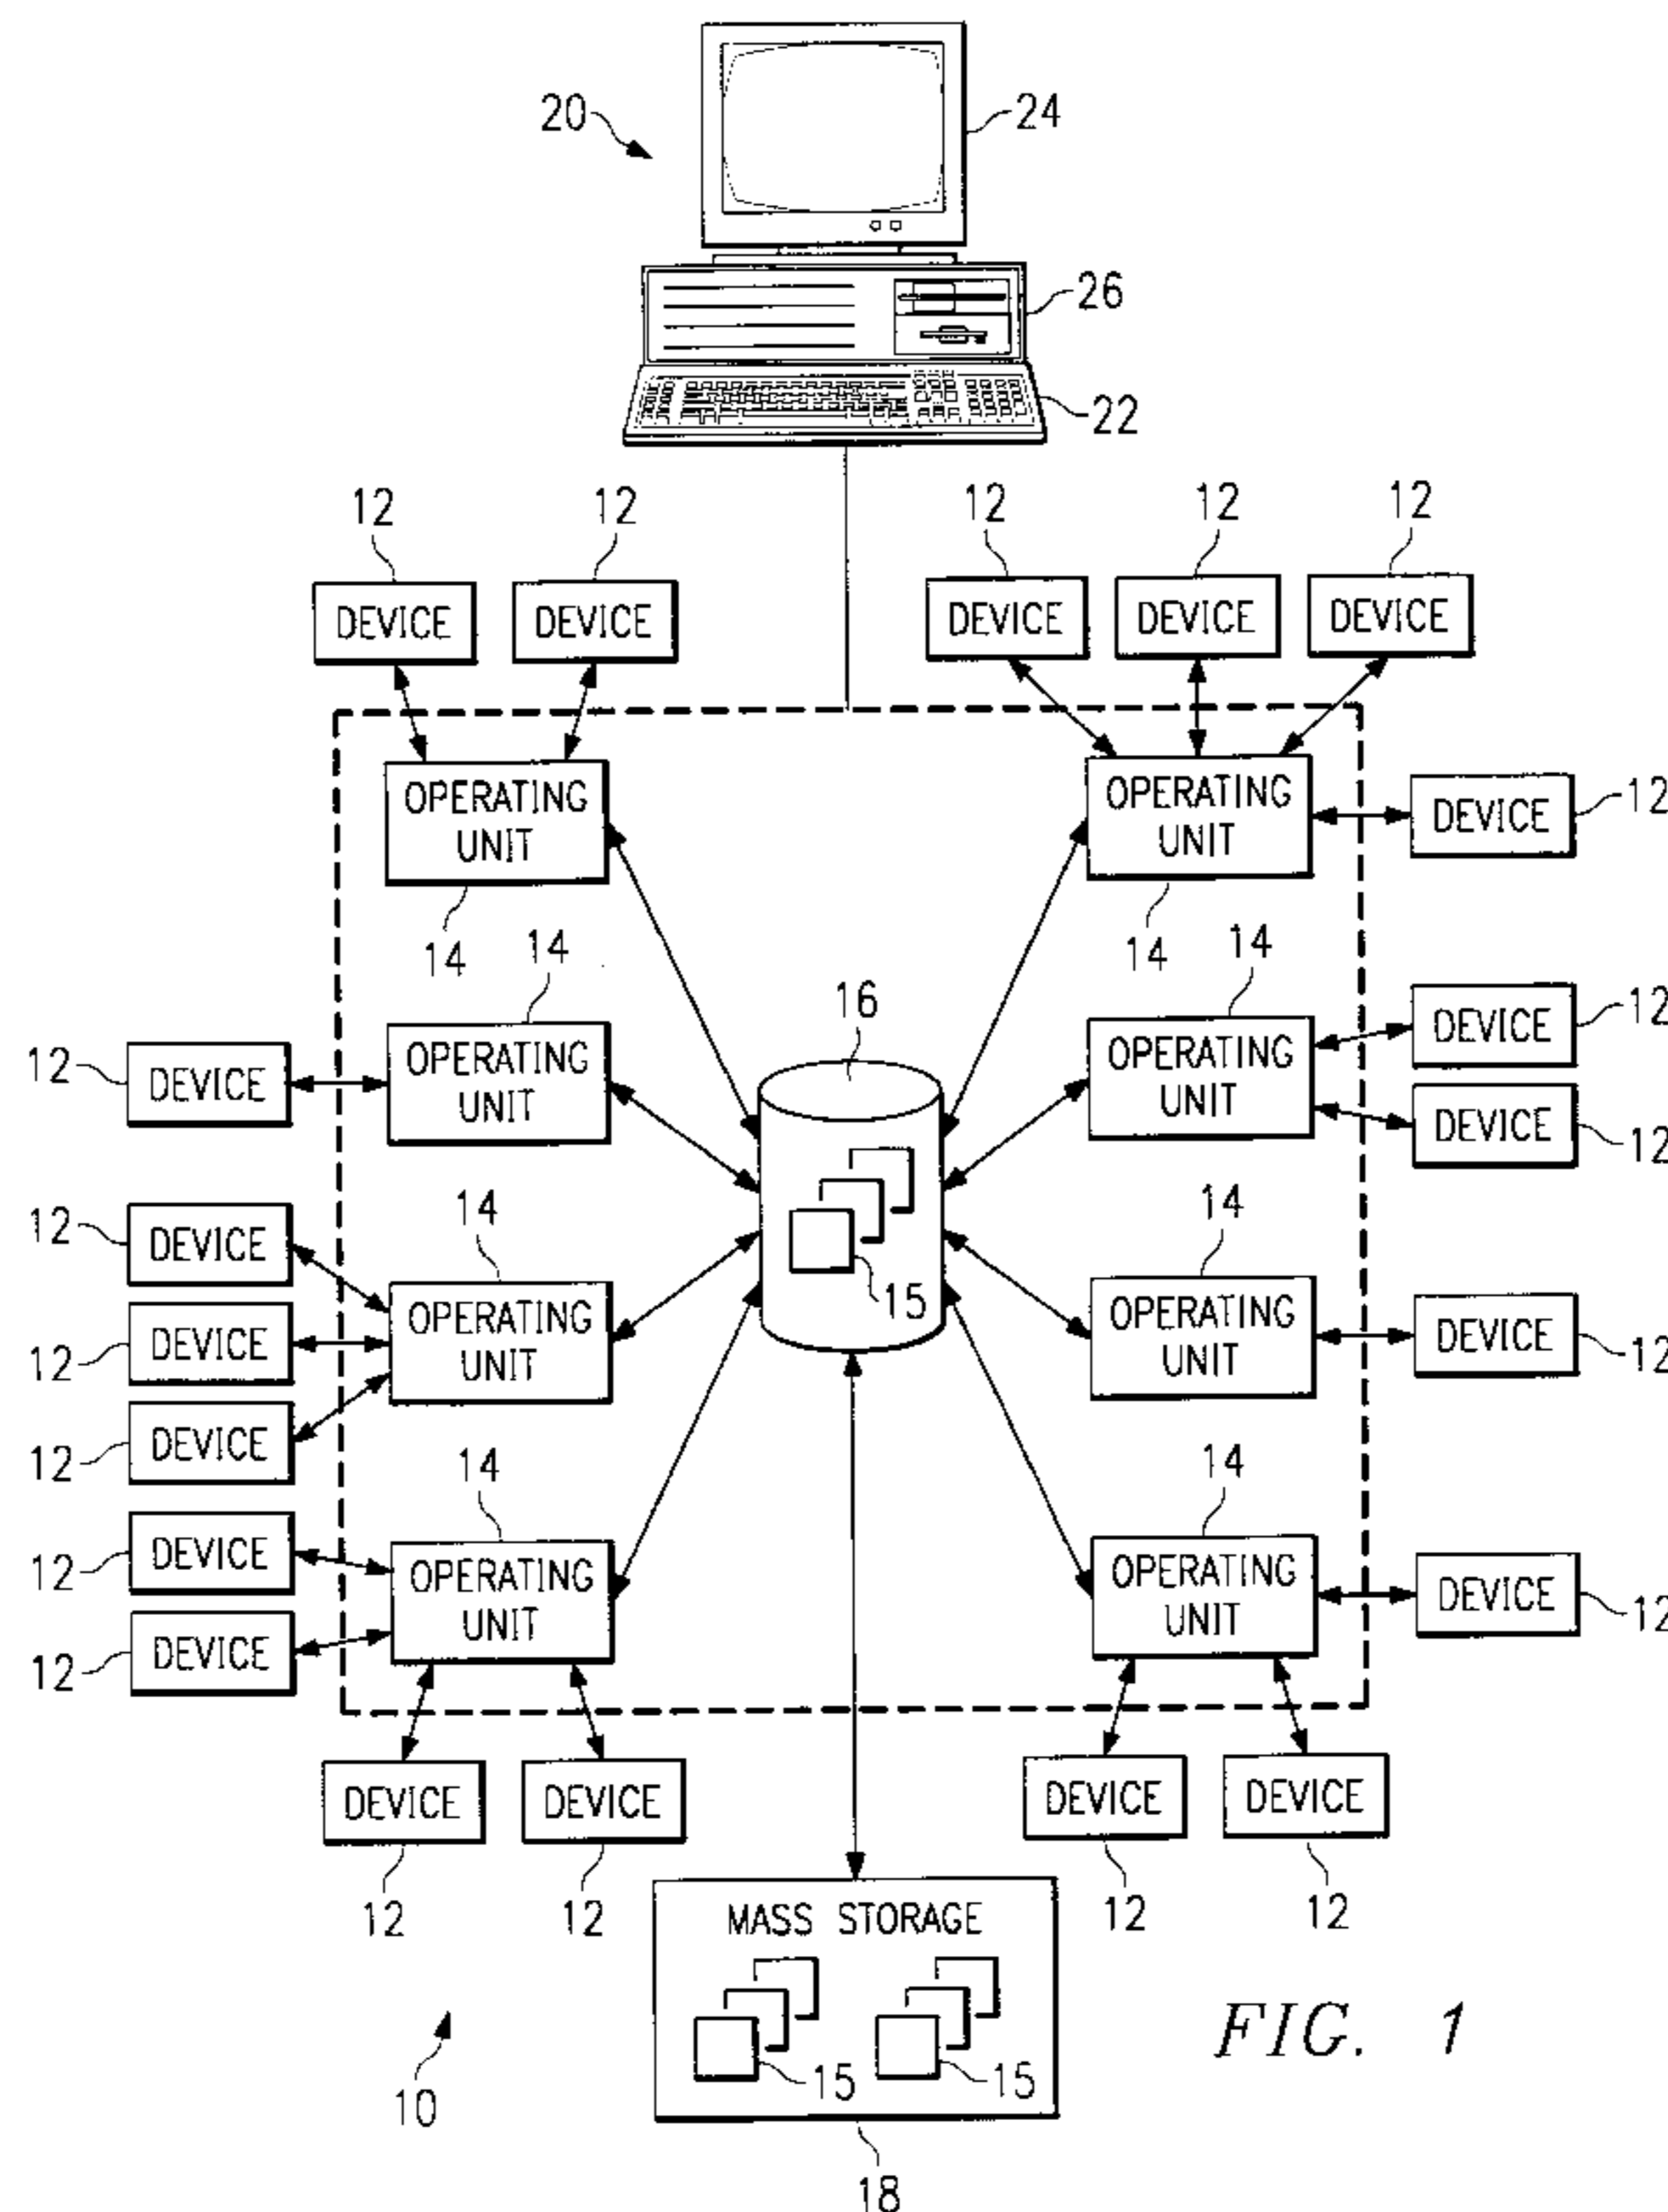 20
24
26
22
12 12 12 12 12
DEVICE DEVICE DEVICE DEVICE DEVICE
OPERATING UNIT
14
OPERATING UNIT
14
DEVICE 12
14
OPERATING UNIT
12 DEVICE
14
OPERATING UNIT
DEVICE 12
DEVICE 12
16
15
12 DEVICE
12 DEVICE
12 DEVICE
14
OPERATING UNIT
14
OPERATING UNIT
DEVICE 12
12 DEVICE
12 DEVICE
14
OPERATING UNIT
14
OPERATING UNIT
DEVICE 12
DEVICE DEVICE DEVICE DEVICE
12 12 12 12
MASS STORAGE
15 15
18
10
FIG. 1